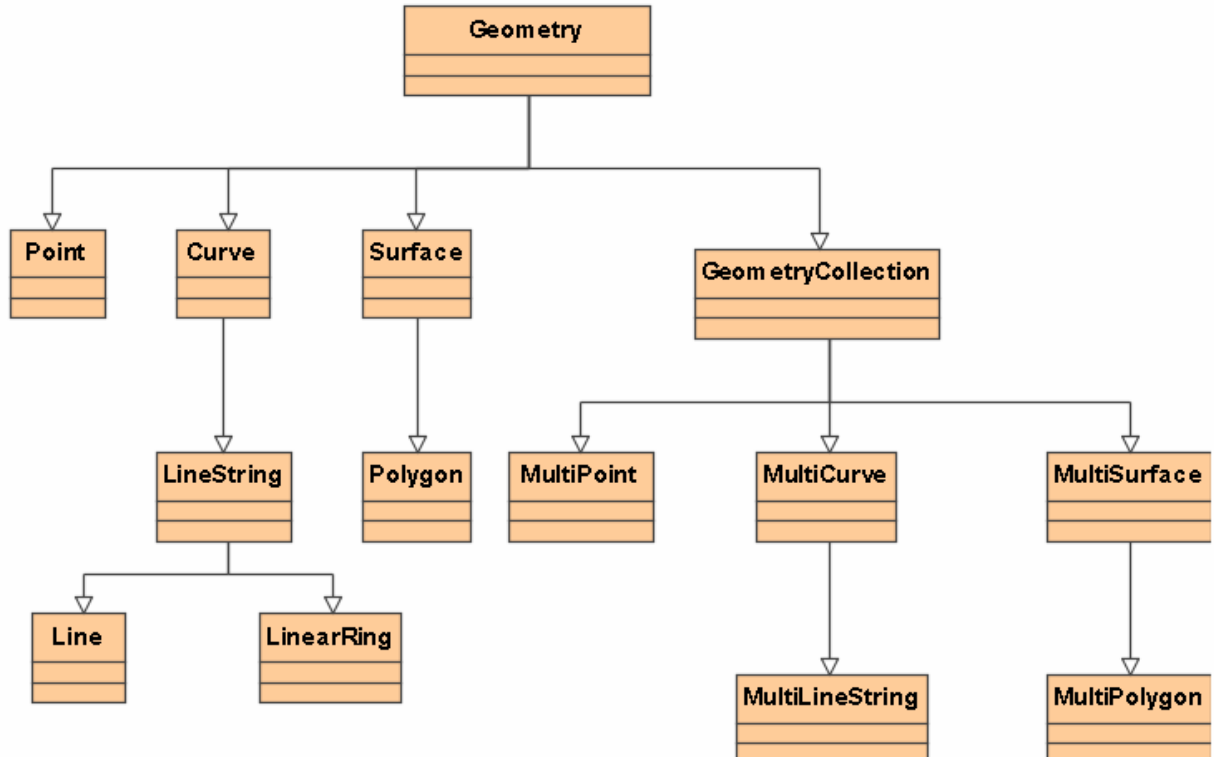 Geometry
Point
Curve
Surface
GeometryCollection
LineString
Polygon
MultiPoint
MultiCurve
MultiSurface
Line
LinearRing
MultiLineString
MultiPolygon